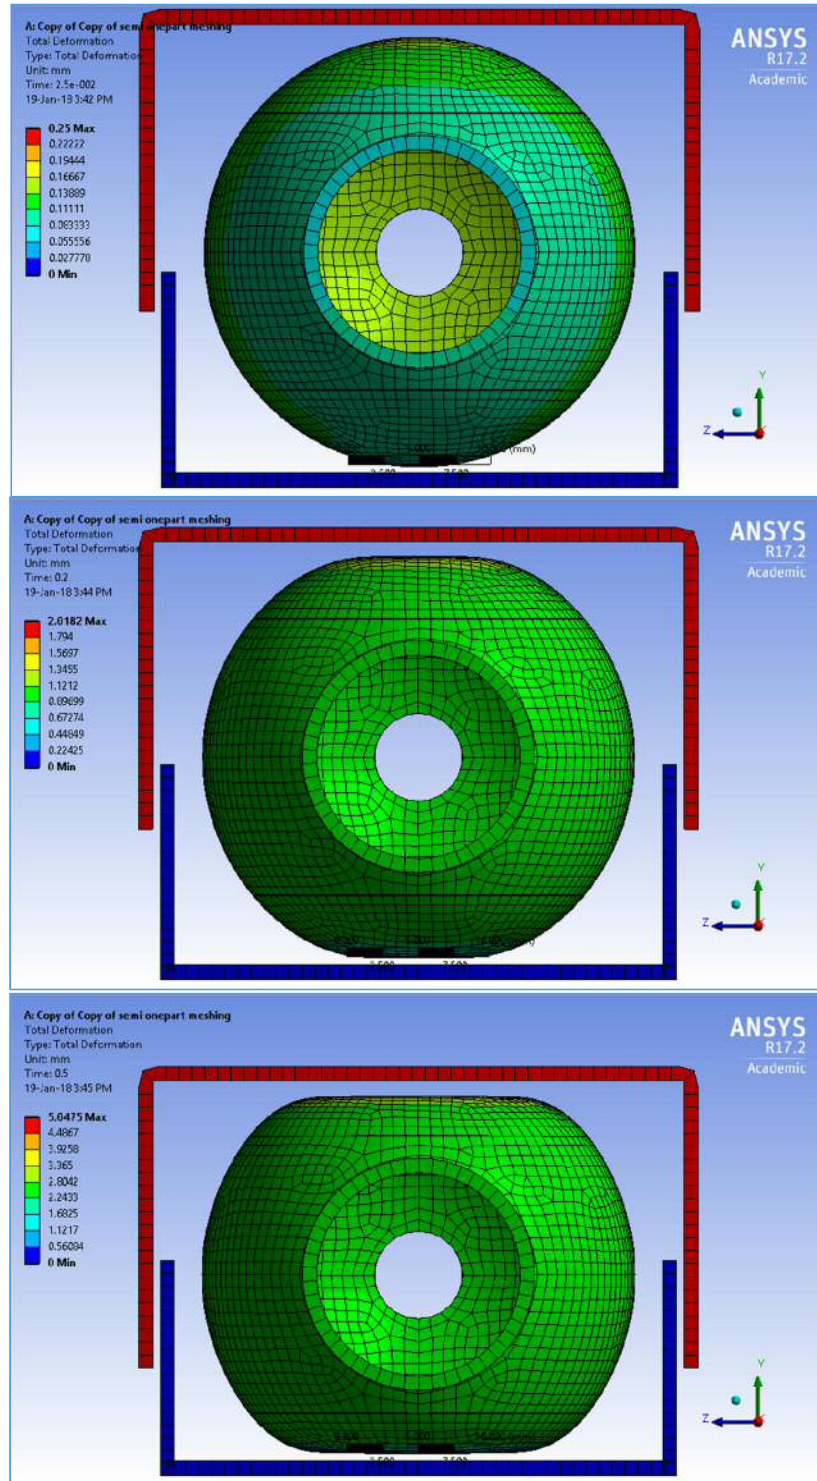 A: Copy of Copy of semi onepart meshing
Total Deformation
Type: Total Deformation
Unit: mm
Time: 2.5e-002
19-Jan-18 3:42 PM
0.25 Max
0.22222
0.19444
0.16667
0.13889
0.11111
0.083333
0.055556
0.027778
0 Min
ANSYS
R17.2
Academic
Y
Z
(mm)
A: Copy of Copy of semi onepart meshing
Total Deformation
Type: Total Deformation
Unit: mm
Time: 0.2
19-Jan-18 3:44 PM
2.0182 Max
1.794
1.5697
1.3455
1.1212
0.89699
0.67274
0.44849
0.22425
0 Min
ANSYS
R17.2
Academic
Y
Z
A: Copy of Copy of semi onepart meshing
Total Deformation
Type: Total Deformation
Unit: mm
Time: 0.5
19-Jan-18 3:45 PM
5.0475 Max
4.4867
3.9258
3.365
2.8042
2.2433
1.6825
1.1217
0.56084
0 Min
ANSYS
R17.2
Academic
Y
Z